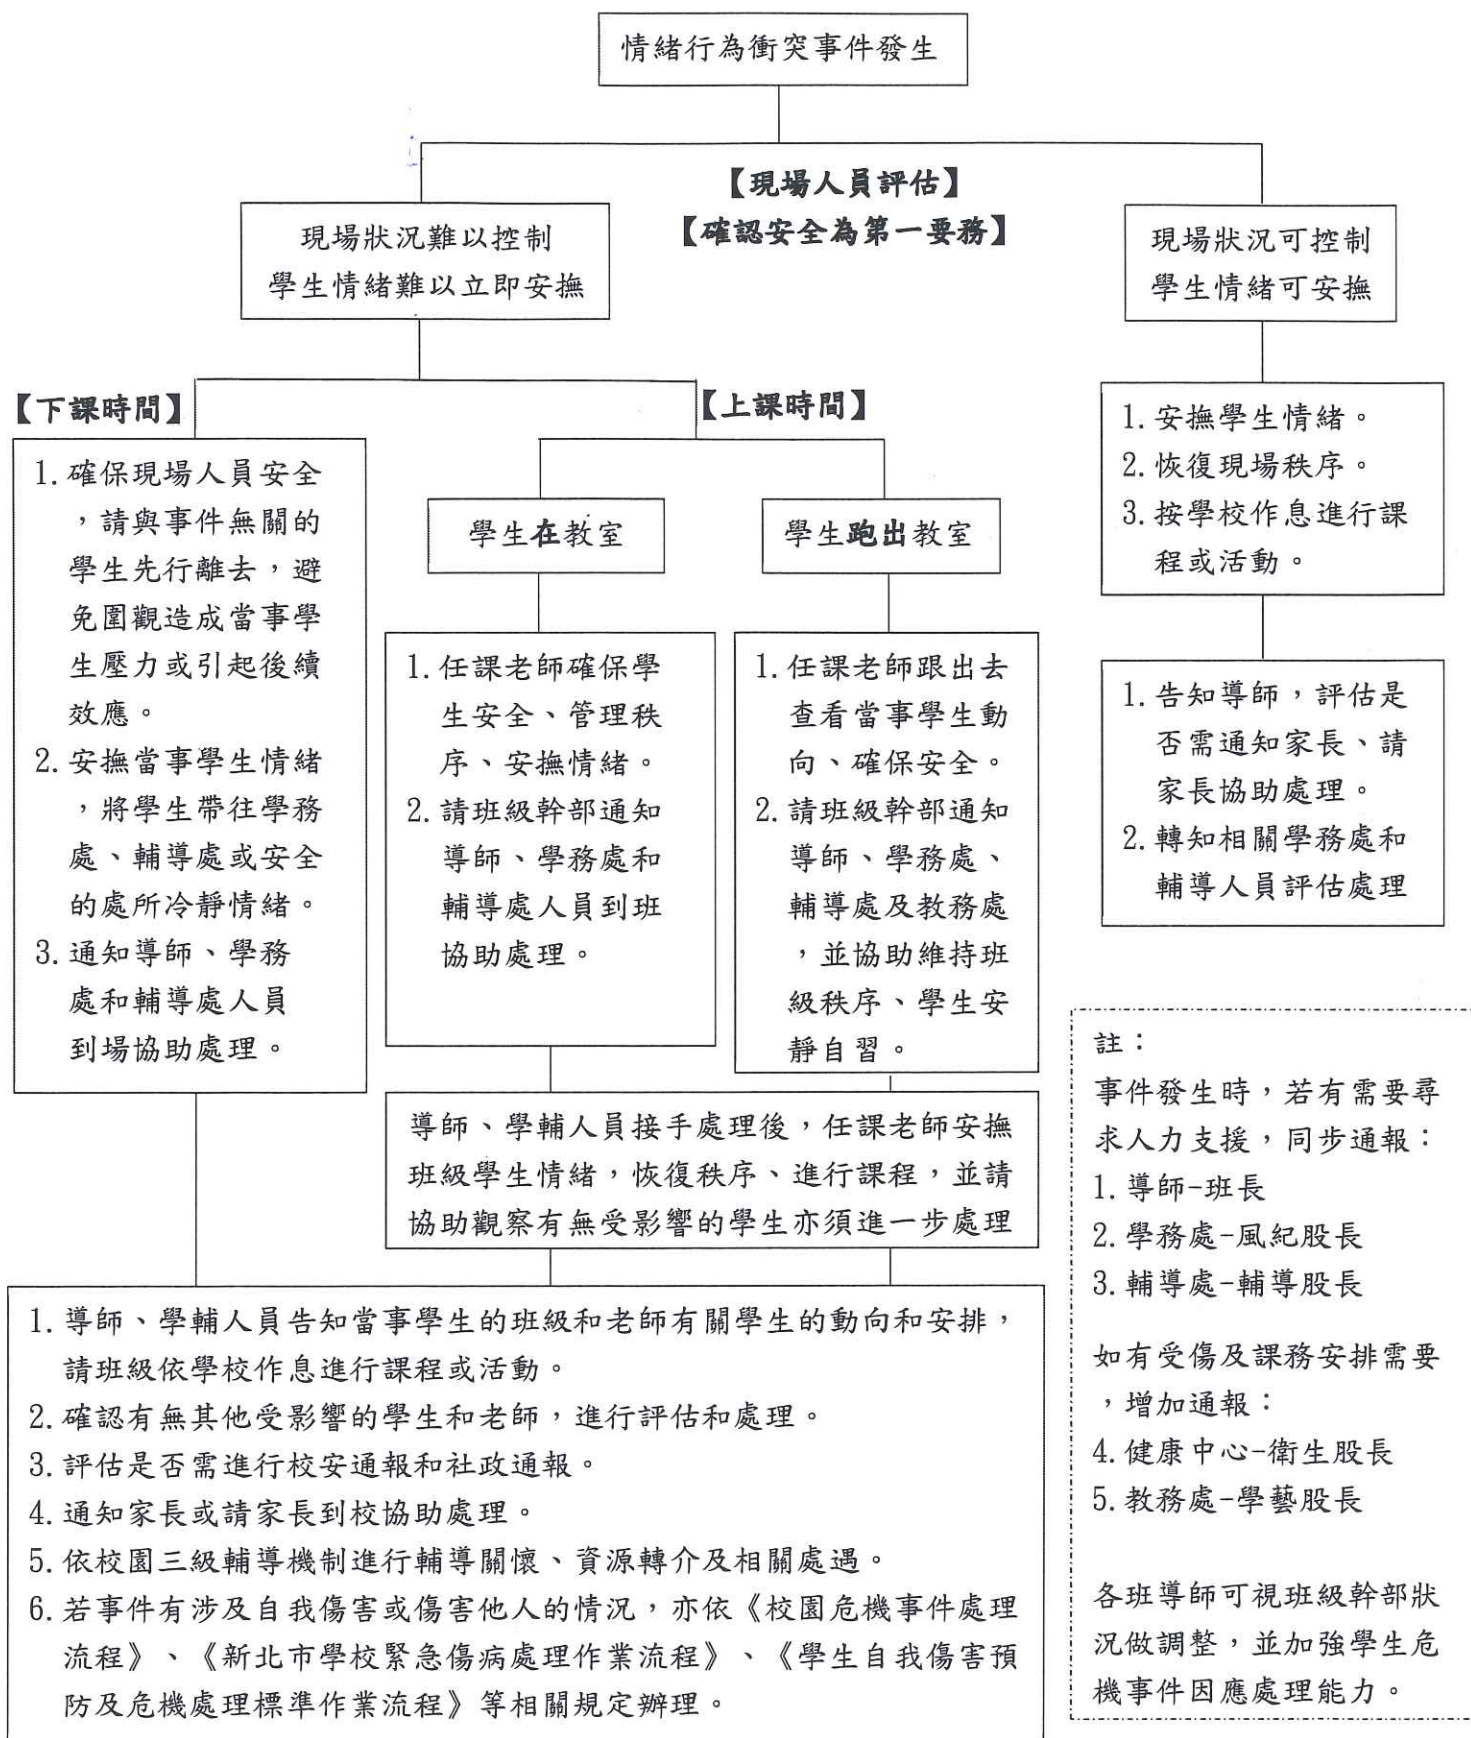 情緒行為衝突事件發生
【現場人員評估】
【確認安全為第一要務】
現場狀況難以控制
學生情緒難以立即安撫
現場狀況可控制
學生情緒可安撫
【下課時間】
1. 確保現場人員安全
，請與事件無關的
學生先行離去，避
免圍觀造成當事學
生壓力或引起後續
效應。
2. 安撫當事學生情緒
，將學生帶往學務
處、輔導處或安全
的處所冷靜情緒。
3. 通知導師、學務
處和輔導處人員
到場協助處理。
【上課時間】
學生在教室
1. 任課老師確保學
生安全、管理秩
序、安撫情緒。
2. 請班級幹部通知
導師、學務處和
輔導處人員到班
協助處理。
學生跑出教室
1. 任課老師跟出去
查看當事學生動
向、確保安全。
2. 請班級幹部通知
導師、學務處、
輔導處及教務處
，並協助維持班
級秩序、學生安
靜自習。
導師、學輔人員接手處理後，任課老師安撫
班級學生情緒，恢復秩序、進行課程，並請
協助觀察有無受影響的學生亦須進一步處理
1. 安撫學生情緒。
2. 恢復現場秩序。
3. 按學校作息進行課
程或活動。
1. 告知導師，評估是
否需通知家長、請
家長協助處理。
2. 轉知相關學務處和
輔導人員評估處理
1. 導師、學輔人員告知當事學生的班級和老師有關學生的動向和安排，
請班級依學校作息進行課程或活動。
2. 確認有無其他受影響的學生和老師，進行評估和處理。
3. 評估是否需進行校安通報和社政通報。
4. 通知家長或請家長到校協助處理。
5. 依校園三級輔導機制進行輔導關懷、資源轉介及相關處遇。
6. 若事件有涉及自我傷害或傷害他人的情況，亦依《校園危機事件處理
流程》、《新北市學校緊急傷病處理作業流程》、《學生自我傷害預
防及危機處理標準作業流程》等相關規定辦理。
註：
事件發生時，若有需要尋
求人力支援，同步通報：
1. 導師-班長
2. 學務處-風紀股長
3. 輔導處-輔導股長
如有受傷及課務安排需要
，增加通報：
4. 健康中心-衛生股長
5. 教務處-學藝股長
各班導師可視班級幹部狀
況做調整，並加強學生危
機事件因應處理能力。